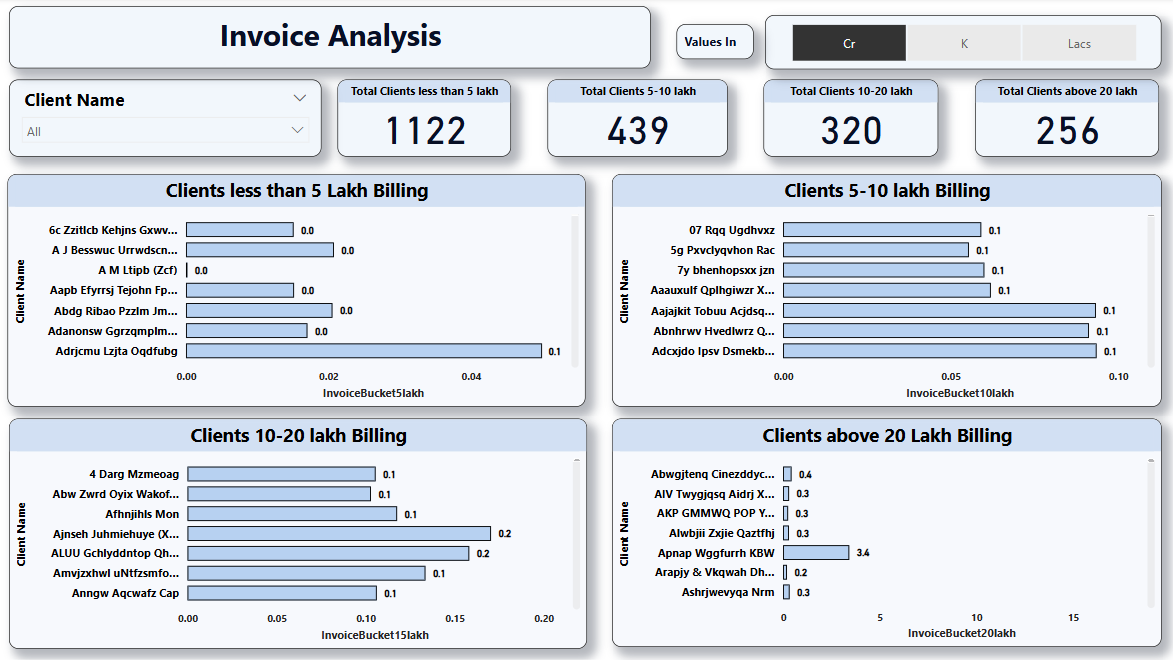 Invoice Analysis
Values In
Cr
K
Lacs
Client Name
All
Total Clients less than 5 lakh
1122
Total Clients 5-10 lakh
439
Total Clients 10-20 lakh
320
Total Clients above 20 lakh
256
Clients less than 5 Lakh Billing
Client Name
6c Zzitlcb Kehjns Gxwv... 0.0
A J Besswuc Urrwdscn... 0.0
A M Ltipb (Zcf) 0.0
Aapb Efyrrsj Tejohn Fp... 0.0
Abdg Ribao Pzzlm Jm... 0.0
Adanonsw Ggrzqmplm... 0.0
Adrjcmu Lzjta Oqdfubg 0.1
0.00 0.02 0.04
InvoiceBucket5lakh
Clients 5-10 lakh Billing
Client Name
07 Rqq Ugdhvxz 0.1
5g Pxvclyqvhon Rac 0.1
7y bhenhopsxx jzn 0.1
Aaauxulf Qplhgiwzr X... 0.1
Aajajkit Tobuu Acjdsq... 0.1
Abnhrwv Hvedlwrz Q... 0.1
Adcxjdo Ipsv Dsmekb... 0.1
0.00 0.05 0.10
InvoiceBucket10lakh
Clients 10-20 lakh Billing
Client Name
4 Darg Mzmeoag 0.1
Abw Zwrd Oyix Wakof... 0.1
Afhnjihls Mon 0.1
Ajnseh Juhmiehuye (X... 0.2
ALUU Gchlyddntop Qh... 0.2
Amvjzxhwl uNtfzsmfo... 0.1
Anngw Aqcwafz Cap 0.1
0.00 0.05 0.10 0.15 0.20
InvoiceBucket15lakh
Clients above 20 Lakh Billing
Client Name
Abwgjtenq Cinezddyc... 0.4
AIV Twygjqsq Aidrj X... 0.3
AKP GMMWQ POP Y... 0.3
Alwbjii Zxjie Qaztfhj 0.3
Apnap Wggfurrh KBW 3.4
Arapjy & Vkqwah Dh... 0.2
Ashrjwevyqa Nrm 0.3
0 5 10 15
InvoiceBucket20lakh